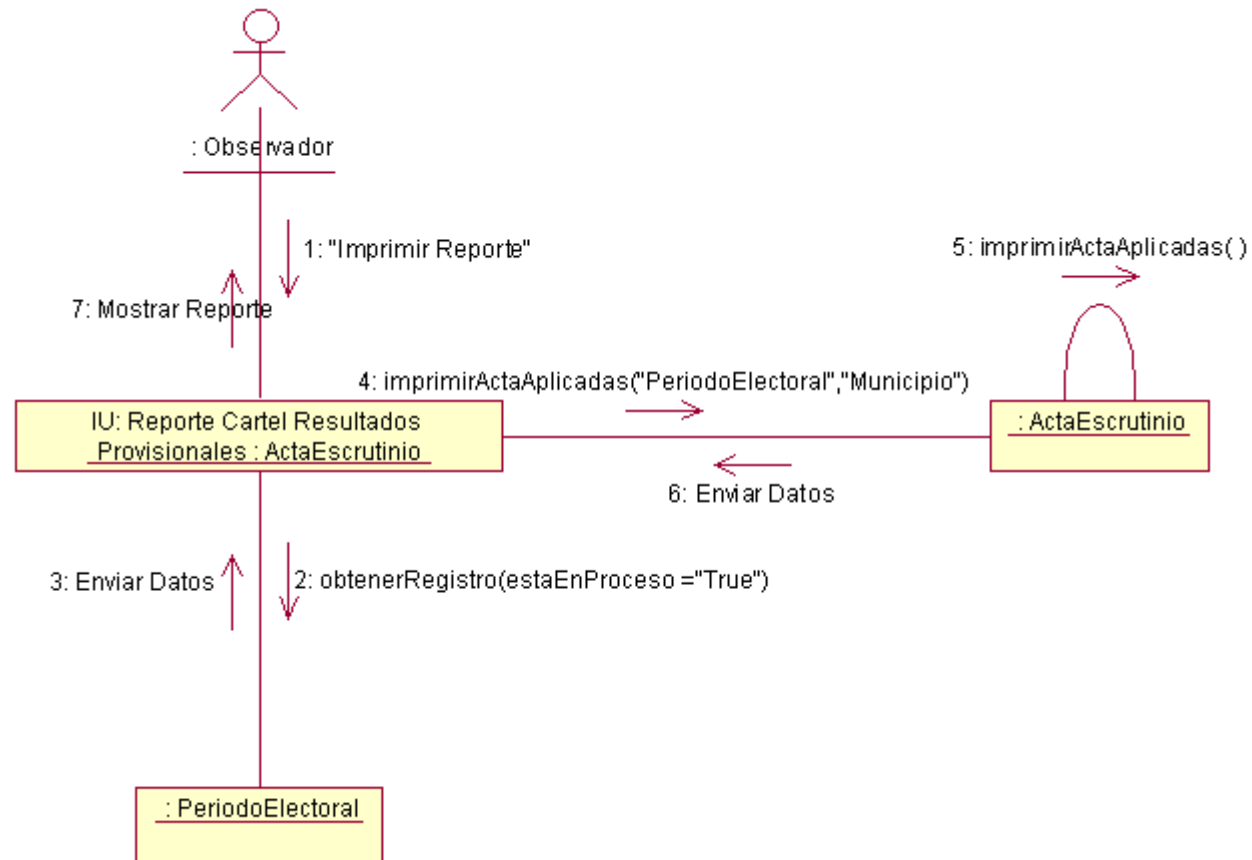 : Observador
1: "Imprimir Reporte"
5: imprimirActaAplicadas( )
7: Mostrar Reporte
4: imprimirActaAplicadas("PeriodoElectoral","Municipio")
IU: Reporte Cartel Resultados
Provisionales : ActaEscrutinio
: ActaEscrutinio
6: Enviar Datos
3: Enviar Datos
2: obtenerRegistro(estaEnProceso ="True")
: PeriodoElectoral